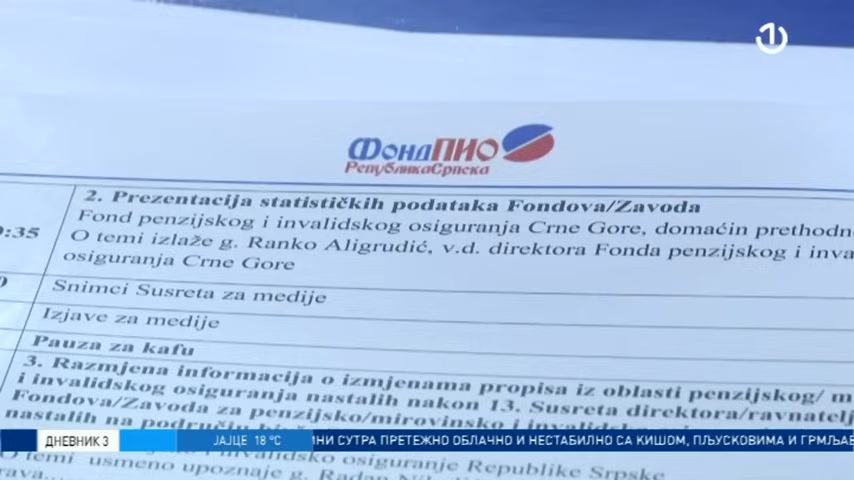 1
ФондПИО
РепубликаСрпска
2. Prezentacija statističkih podataka Fondova/Zavoda
:35
Fond penzijskog i invalidskog osiguranja Crne Gore, domaćin prethodn
O temi izlaže g. Ranko Aligrudić, v.d. direktora Fonda penzijskog i inva
osiguranja Crne Gore
Snimci Susreta za medije
Izjave za medije
Pauza za kafu
3. Razmjena informacija o izmjenama propisa iz oblasti penzijskog/ m
i invalidskog osiguranja nastalih nakon 13. Susreta direktora/ravnatelj
Fondova/Zavoda za penzijsko/mirovinsko i
nastalih na području
ДНЕВНИК 3
ЈАЈЦЕ 18 °C
ИНИ СУТРА ПРЕТЕЖНО ОБЛАЧНО И НЕСТАБИЛНО СА КИШОМ, ПЉУСКОВИМА И ГРМЉАВ
O temi usmeno upoznaje g. Radan
osiguranje Republike Srpske